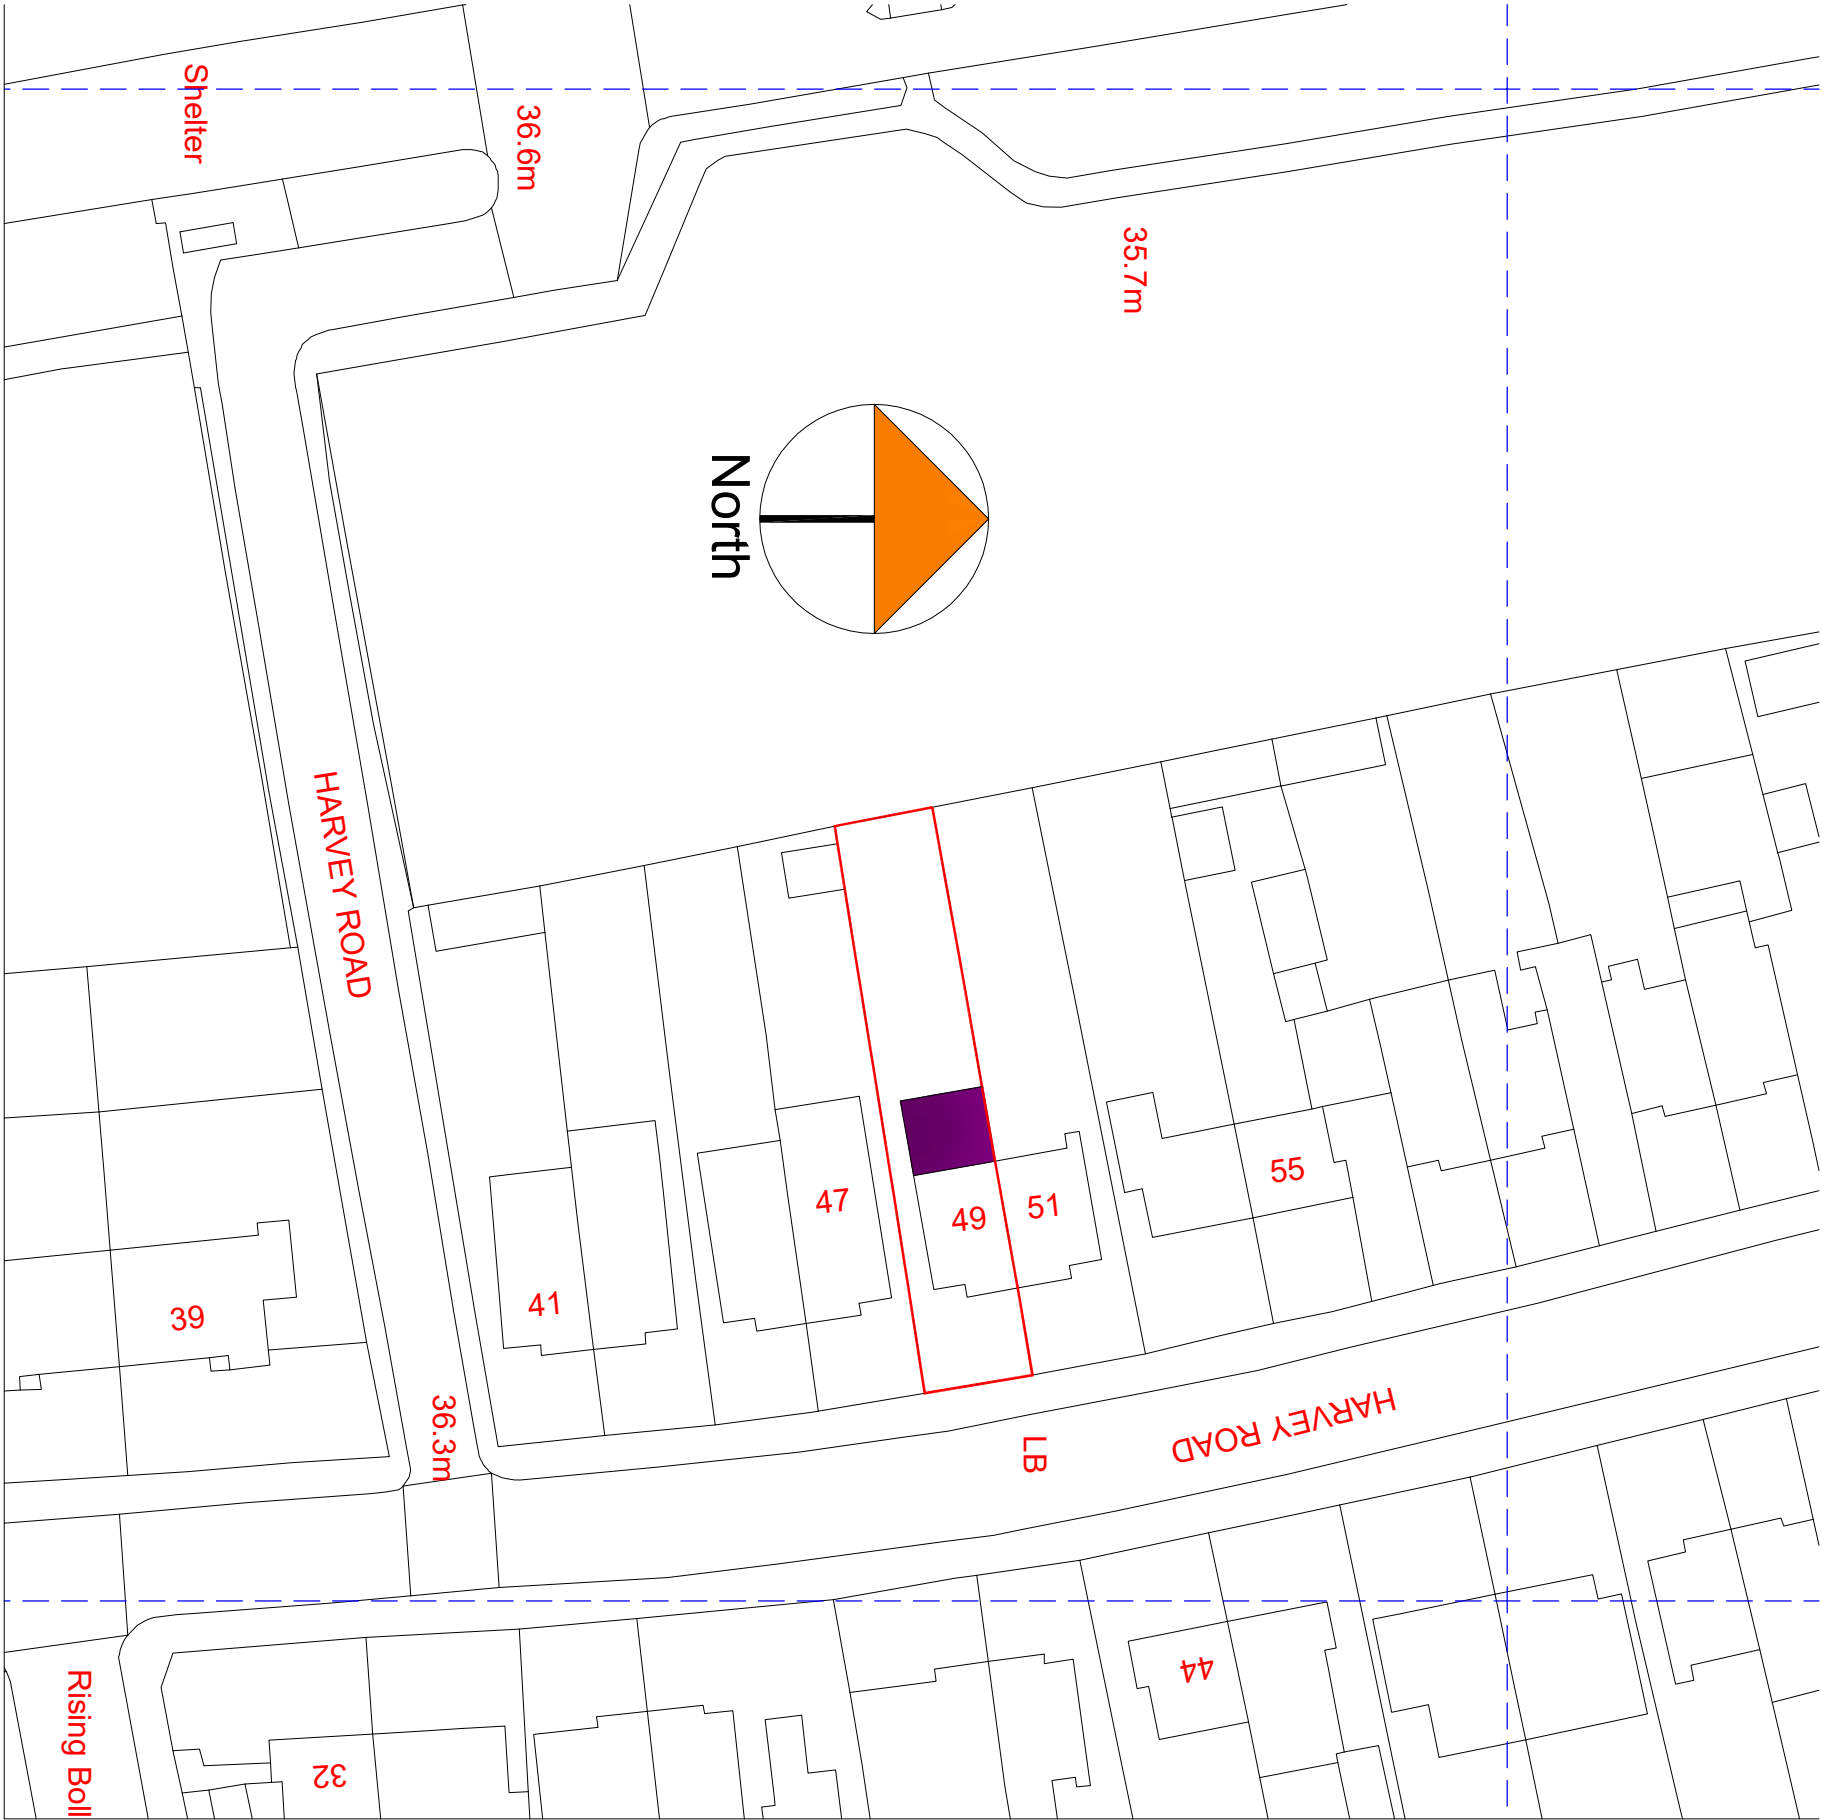 Shelter
36.6m
35.7m
North
HARVEY ROAD
47
49
51
55
41
39
36.3m
LB
HARVEY ROAD
44
32
Rising Boll